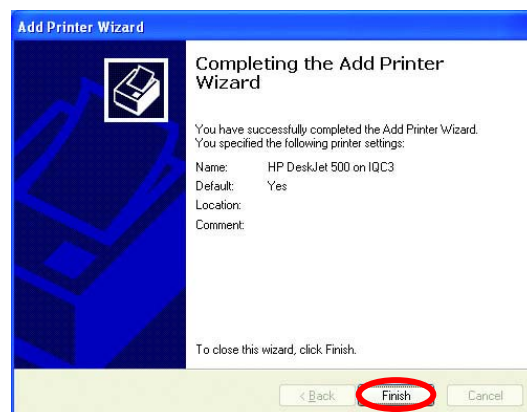 Add Printer Wizard
Completing the Add Printer
Wizard
You have successfully completed the Add Printer Wizard.
You specified the following printer settings:
Name: HP DeskJet 500 on IQC3
Default: Yes
Location:
Comment:
To close this wizard, click Finish.
< Back Finish Cancel